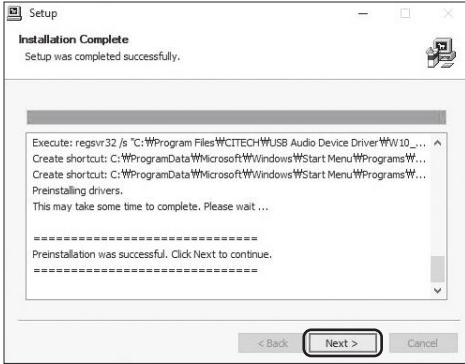 Setup
Installation Complete
Setup was completed successfully.
Execute: regsvr32 /s "C:₩Program Files₩CITECH₩USB Audio Device Driver₩W10_...
Create shortcut: C:₩ProgramData₩Microsoft₩Windows₩Start Menu₩Programs₩...
Create shortcut: C:₩ProgramData₩Microsoft₩Windows₩Start Menu₩Programs₩...
Preinstalling drivers.
This may take some time to complete. Please wait ...
==============================
Preinstallation was successful. Click Next to continue.
==============================
< Back Next > Cancel